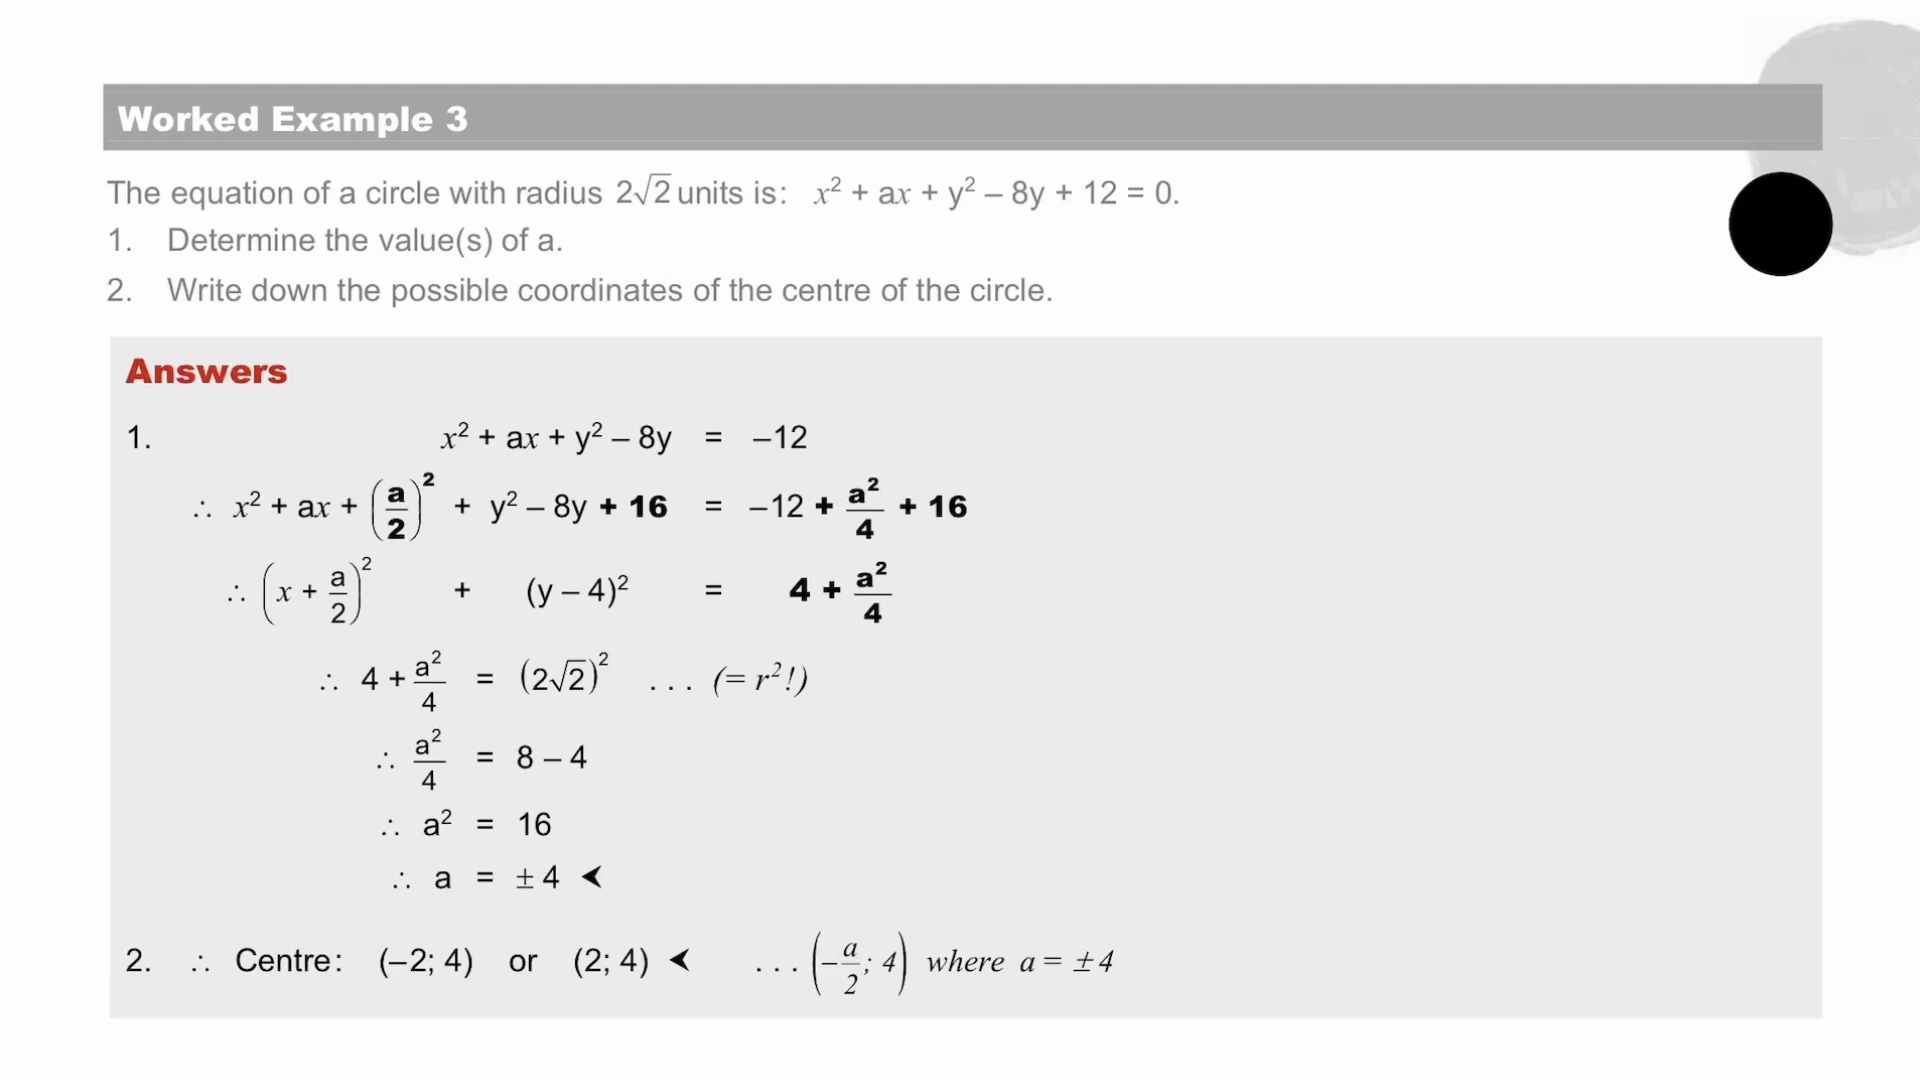 Worked Example 3
The equation of a circle with radius 2√2 units is: x² + ax + y² – 8y + 12 = 0.
1. Determine the value(s) of a.
2. Write down the possible coordinates of the centre of the circle.
Answers
1. x² + ax + y² – 8y = –12
∴ x² + ax + (a/2)² + y² – 8y + 16 = –12 + a²/4 + 16
∴ (x + a/2)² + (y – 4)² = 4 + a²/4
∴ 4 + a²/4 = (2√2)² . . . (= r²!)
∴ a²/4 = 8 – 4
∴ a² = 16
∴ a = ± 4 ⮜
2. ∴ Centre: (–2; 4) or (2; 4) ⮜ . . . (–a/2; 4) where a = ±4